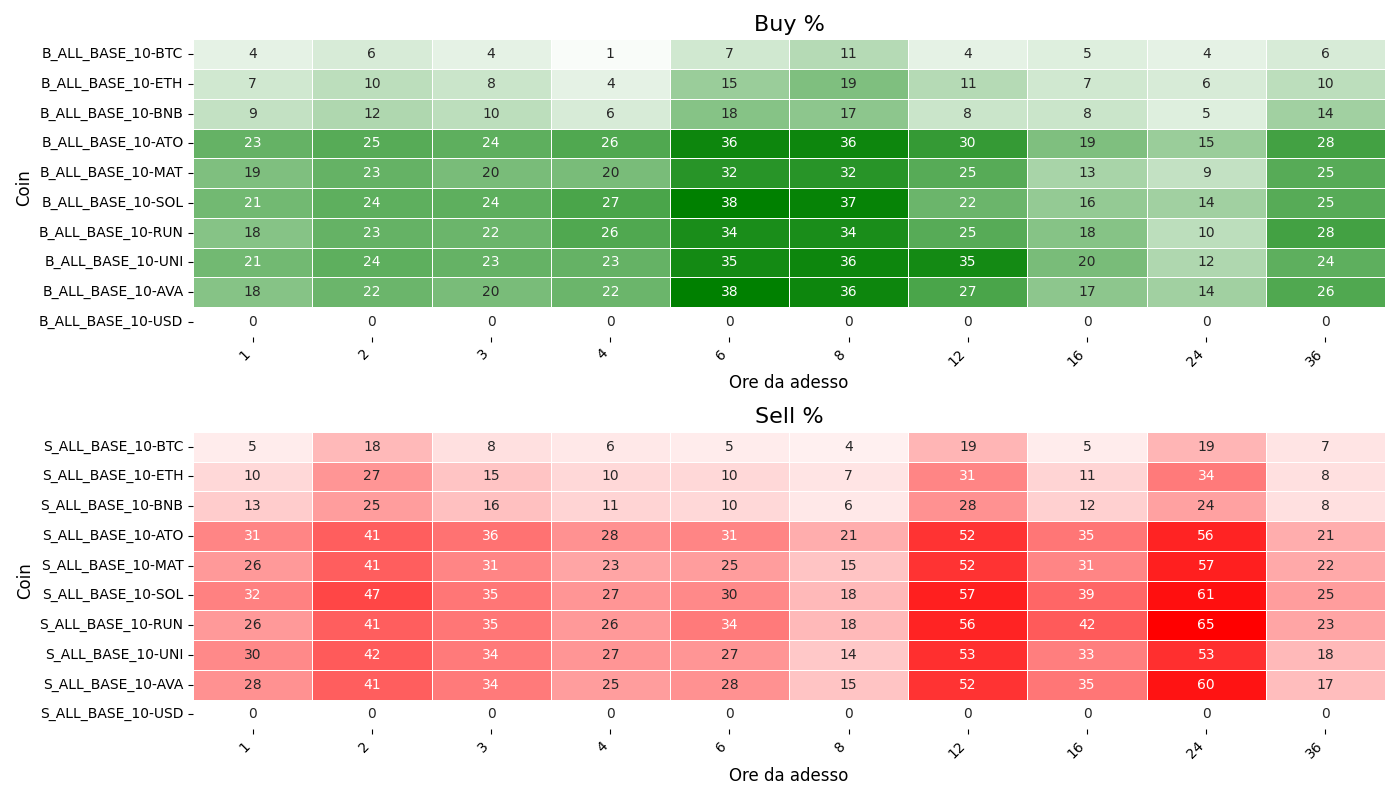 Buy %
Coin
B_ALL_BASE_10-BTC 4 6 4 1 7 11 4 5 4 6
B_ALL_BASE_10-ETH 7 10 8 4 15 19 11 7 6 10
B_ALL_BASE_10-BNB 9 12 10 6 18 17 8 8 5 14
B_ALL_BASE_10-ATO 23 25 24 26 36 36 30 19 15 28
B_ALL_BASE_10-MAT 19 23 20 20 32 32 25 13 9 25
B_ALL_BASE_10-SOL 21 24 24 27 38 37 22 16 14 25
B_ALL_BASE_10-RUN 18 23 22 26 34 34 25 18 10 28
B_ALL_BASE_10-UNI 21 24 23 23 35 36 35 20 12 24
B_ALL_BASE_10-AVA 18 22 20 22 38 36 27 17 14 26
B_ALL_BASE_10-USD 0 0 0 0 0 0 0 0 0 0
1 2 3 4 6 8 12 16 24 36
Ore da adesso
Sell %
Coin
S_ALL_BASE_10-BTC 5 18 8 6 5 4 19 5 19 7
S_ALL_BASE_10-ETH 10 27 15 10 10 7 31 11 34 8
S_ALL_BASE_10-BNB 13 25 16 11 10 6 28 12 24 8
S_ALL_BASE_10-ATO 31 41 36 28 31 21 52 35 56 21
S_ALL_BASE_10-MAT 26 41 31 23 25 15 52 31 57 22
S_ALL_BASE_10-SOL 32 47 35 27 30 18 57 39 61 25
S_ALL_BASE_10-RUN 26 41 35 26 34 18 56 42 65 23
S_ALL_BASE_10-UNI 30 42 34 27 27 14 53 33 53 18
S_ALL_BASE_10-AVA 28 41 34 25 28 15 52 35 60 17
S_ALL_BASE_10-USD 0 0 0 0 0 0 0 0 0 0
1 2 3 4 6 8 12 16 24 36
Ore da adesso